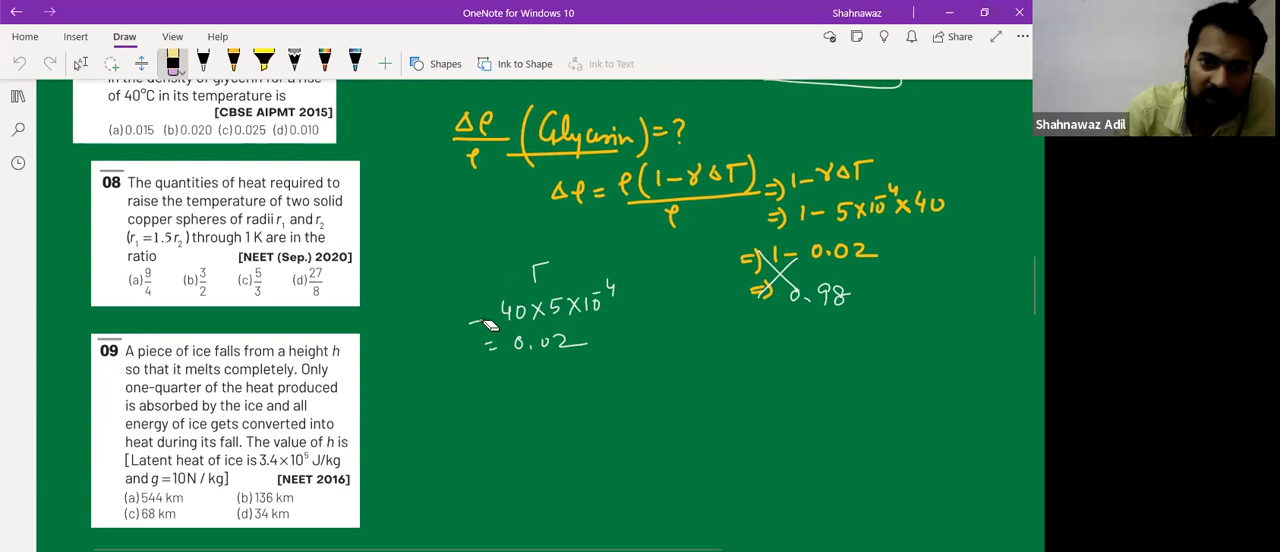 OneNote for Windows 10
Shahnawaz
Home Insert Draw View Help
Share
Shapes Ink to Shape Ink to Text
in the density of glycerin for a rise
of 40°C in its temperature is
[CBSE AIPMT 2015]
(a) 0.015 (b) 0.020 (c) 0.025 (d) 0.010
08 The quantities of heat required to
raise the temperature of two solid
copper spheres of radii r₁ and r₂
(r₁ = 1.5 r₂) through 1 K are in the
ratio [NEET (Sep.) 2020]
(a) 9/4 (b) 3/2 (c) 5/3 (d) 27/8
09 A piece of ice falls from a height h
so that it melts completely. Only
one-quarter of the heat produced
is absorbed by the ice and all
energy of ice gets converted into
heat during its fall. The value of h is
[Latent heat of ice is 3.4 × 10⁵ J/kg
and g = 10 N / kg] [NEET 2016]
(a) 544 km (b) 136 km
(c) 68 km (d) 34 km
Δρ/ρ (Glycerin) = ?
Δρ = ρ(1 - γΔT)/ρ ⇒ 1 - γΔT
⇒ 1 - 5×10⁻⁴×40
⇒ 1 - 0.02
⇒ 0.98
40×5×10⁻⁴
= 0.02
Shahnawaz Adil